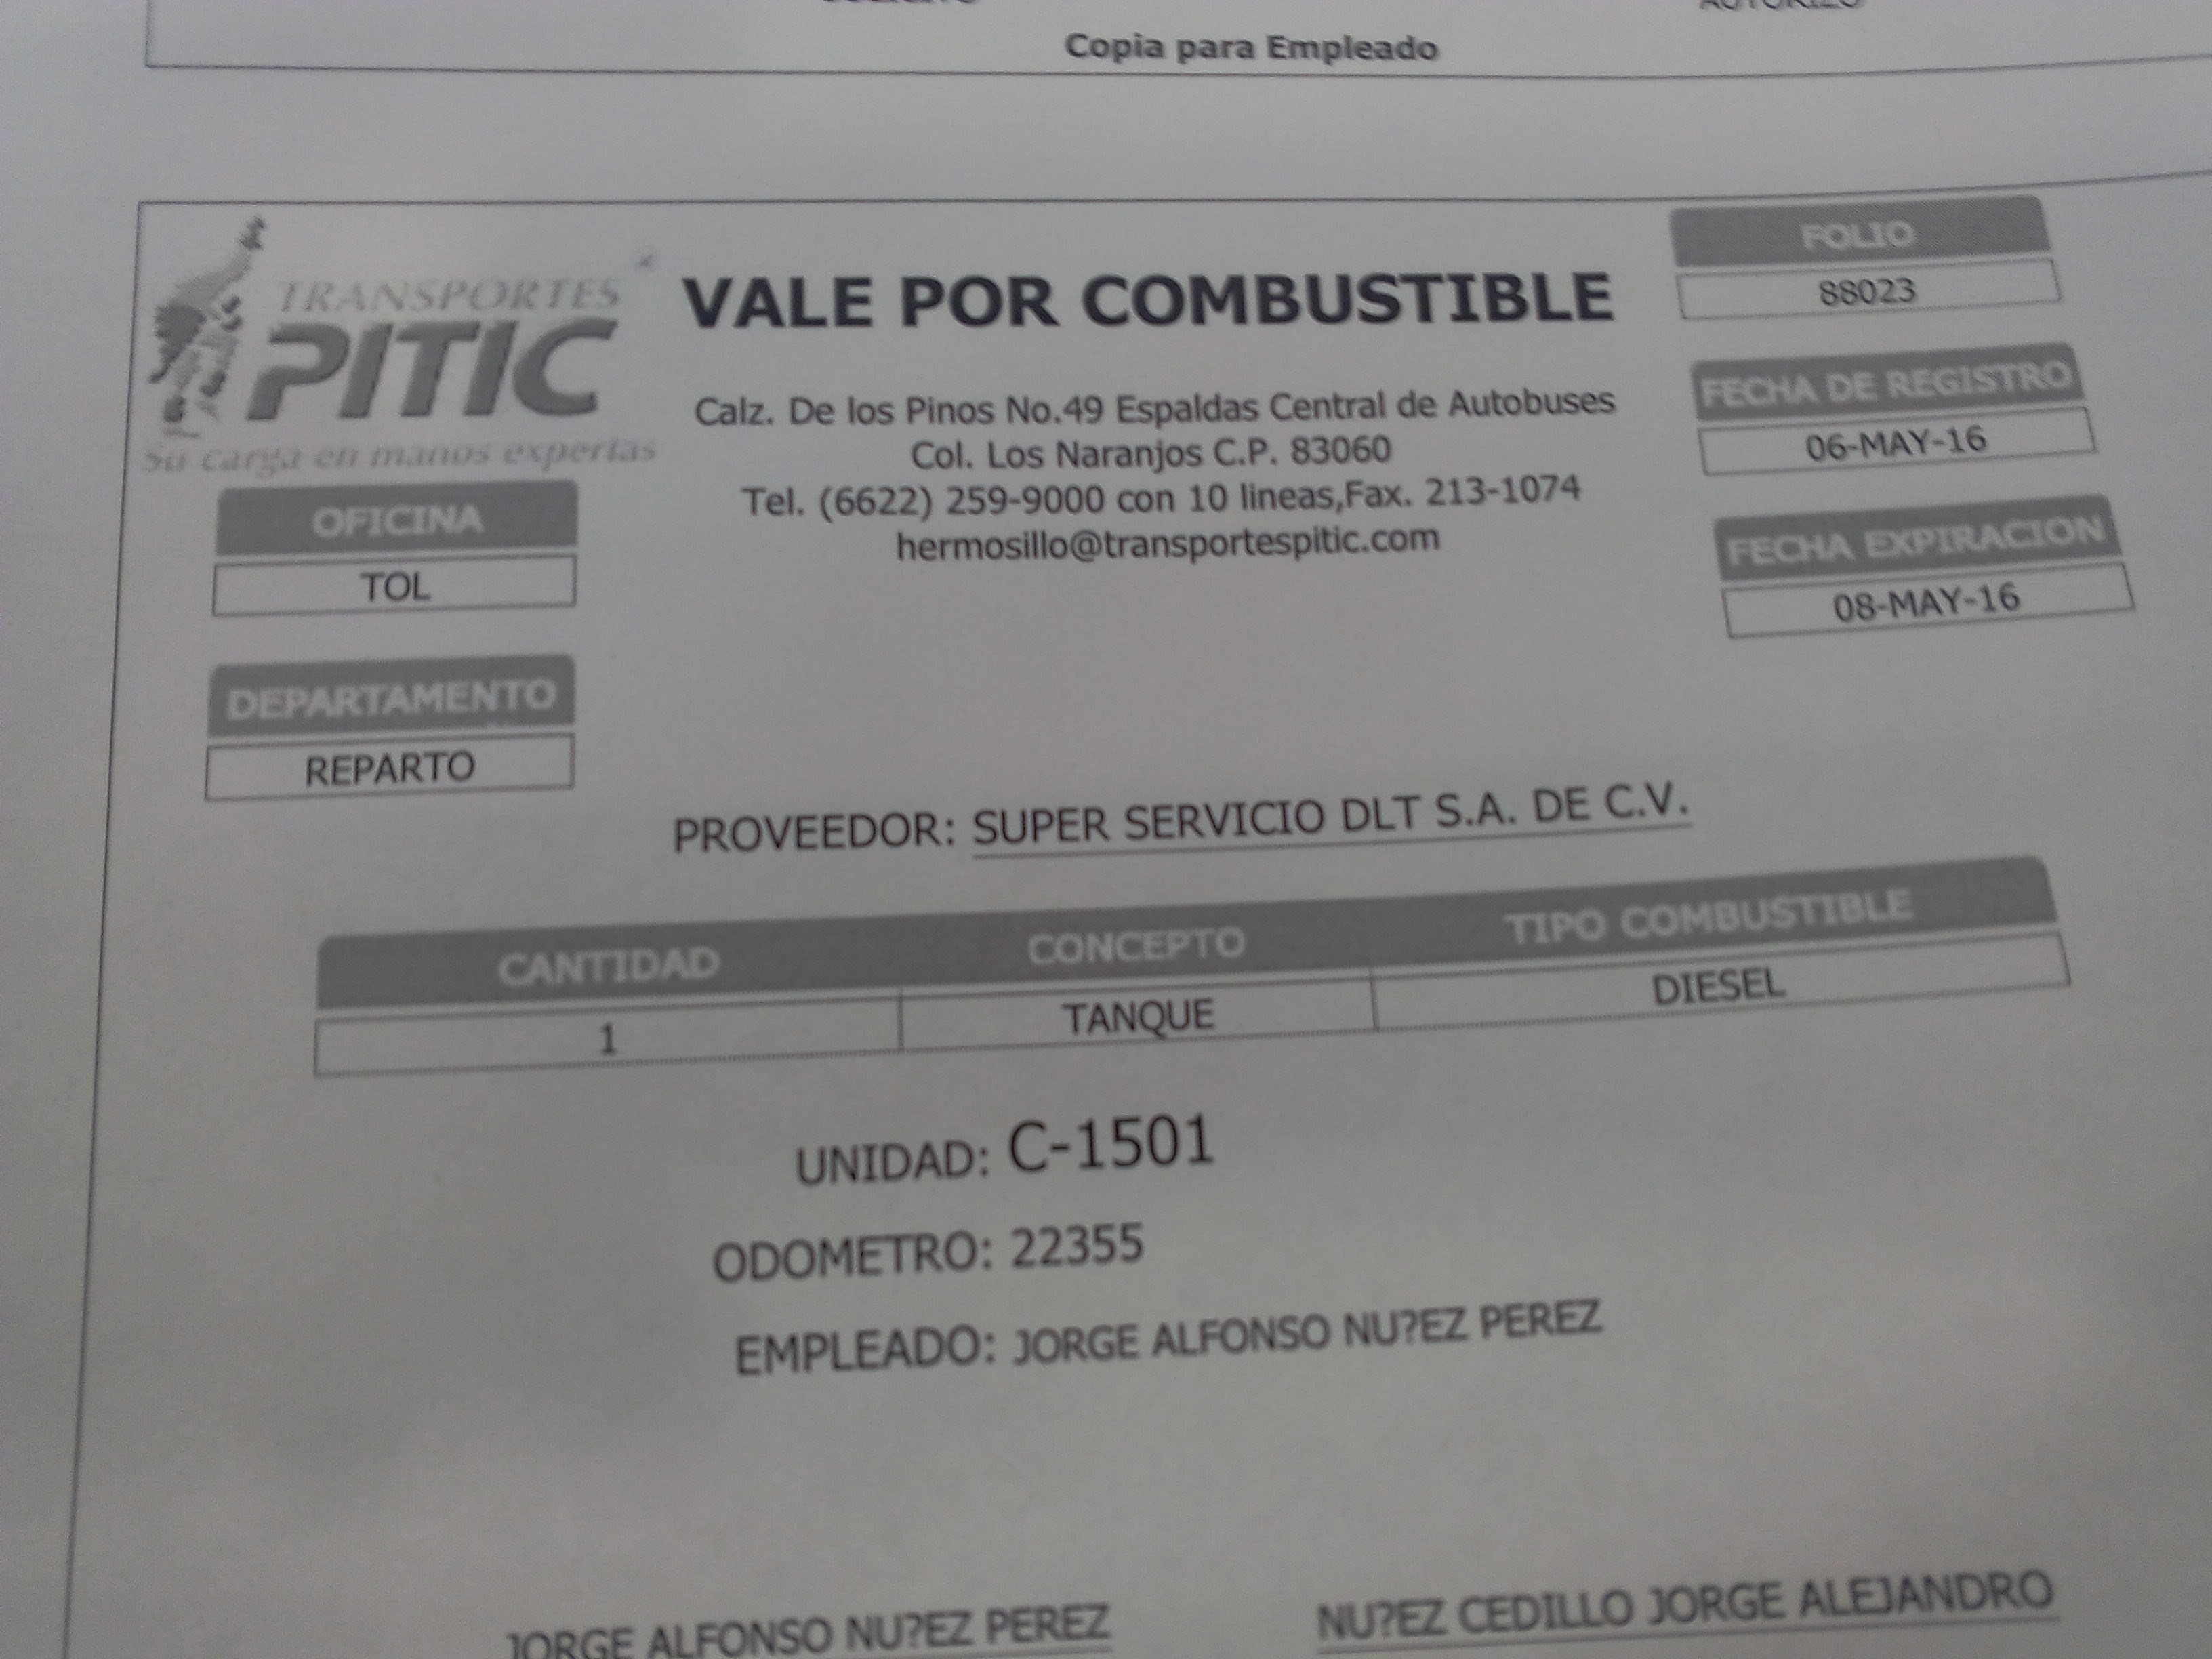 Copia para Empleado
TRANSPORTES
PITIC
Su carga en manos expertas
VALE POR COMBUSTIBLE
Calz. De los Pinos No.49 Espaldas Central de Autobuses
Col. Los Naranjos C.P. 83060
Tel. (6622) 259-9000 con 10 lineas,Fax. 213-1074
hermosillo@transportespitic.com
FOLIO
88023
FECHA DE REGISTRO
06-MAY-16
FECHA EXPIRACION
08-MAY-16
OFICINA
TOL
DEPARTAMENTO
REPARTO
PROVEEDOR: SUPER SERVICIO DLT S.A. DE C.V.
CANTIDAD CONCEPTO TIPO COMBUSTIBLE
1 TANQUE DIESEL
UNIDAD: C-1501
ODOMETRO: 22355
EMPLEADO: JORGE ALFONSO NU?EZ PEREZ
JORGE ALFONSO NU?EZ PEREZ NU?EZ CEDILLO JORGE ALEJANDRO